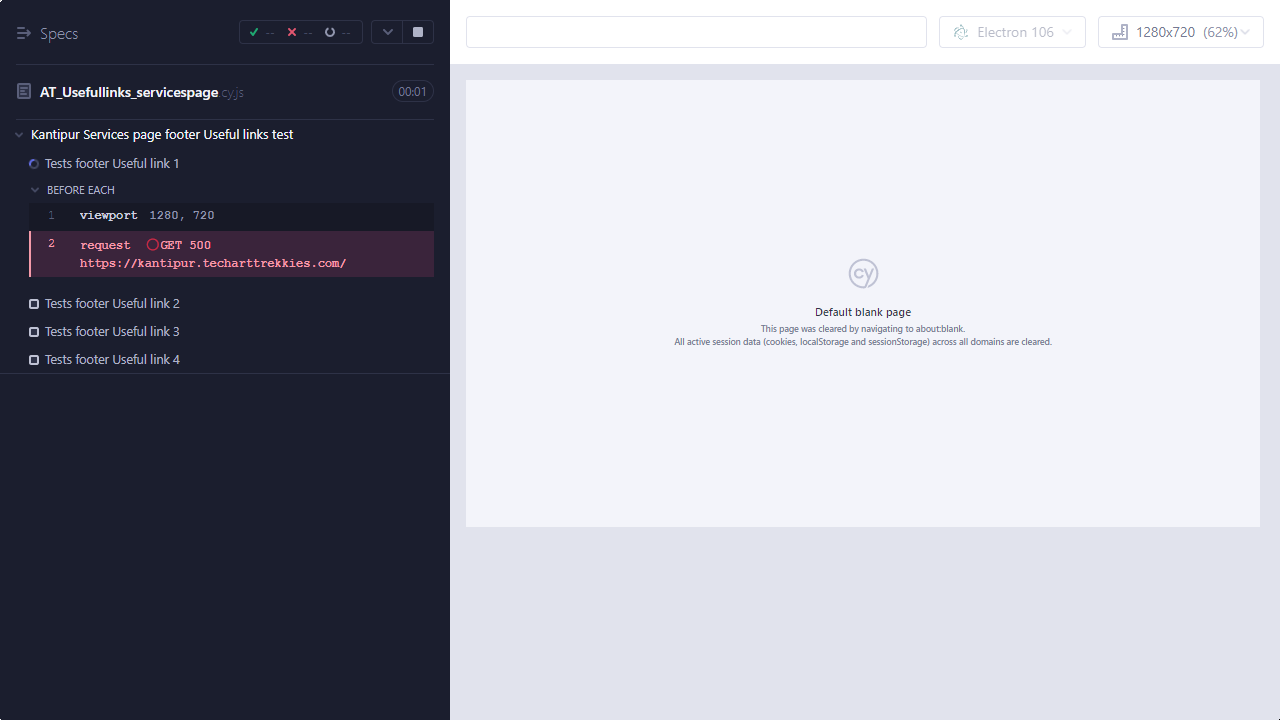 Specs
-- -- --
Electron 106
1280x720 (62%)
AT_Usefullinks_servicespage.cy.js
00:01
Kantipur Services page footer Useful links test
Tests footer Useful link 1
BEFORE EACH
1 viewport 1280, 720
2 request GET 500
https://kantipur.techarttrekkies.com/
Tests footer Useful link 2
Tests footer Useful link 3
Tests footer Useful link 4
cy
Default blank page
This page was cleared by navigating to about:blank.
All active session data (cookies, localStorage and sessionStorage) across all domains are cleared.